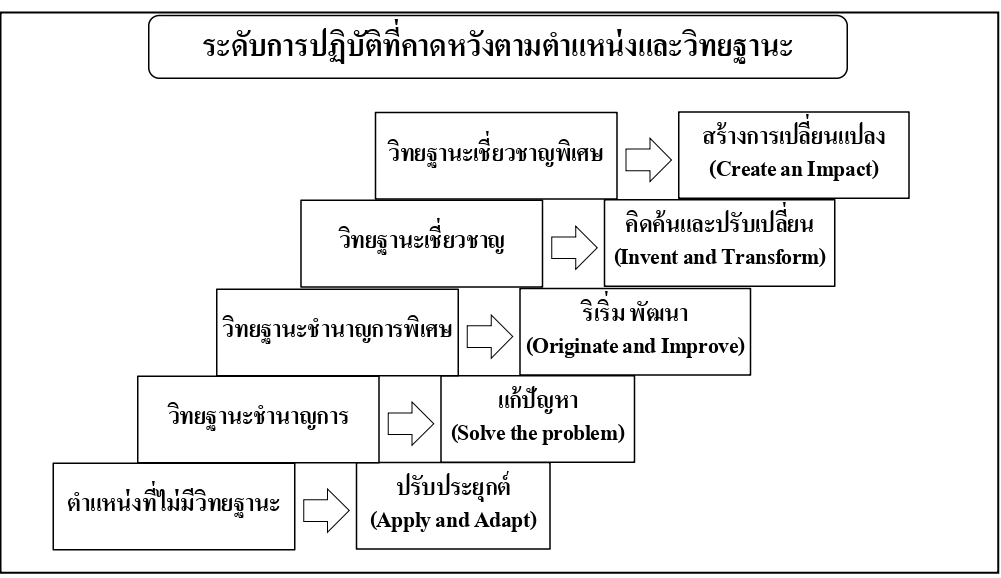 ระดับการปฏิบัติที่คาดหวังตามตำแหน่งและวิทยฐานะ
วิทยฐานะเชี่ยวชาญพิเศษ
สร้างการเปลี่ยนแปลง
(Create an Impact)
วิทยฐานะเชี่ยวชาญ
คิดค้นและปรับเปลี่ยน
(Invent and Transform)
วิทยฐานะชำนาญการพิเศษ
ริเริ่ม พัฒนา
(Originate and Improve)
วิทยฐานะชำนาญการ
แก้ปัญหา
(Solve the problem)
ตำแหน่งที่ไม่มีวิทยฐานะ
ปรับประยุกต์
(Apply and Adapt)